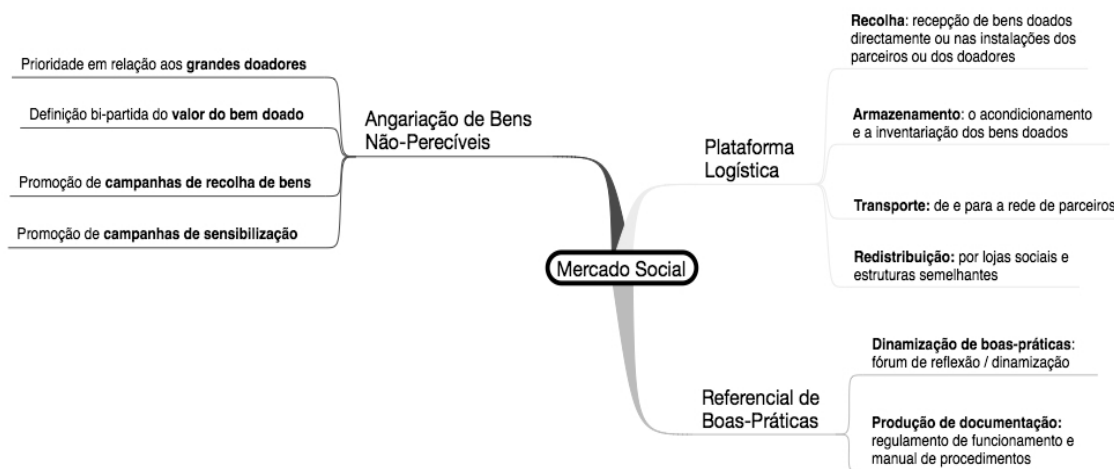 Prioridade em relação aos grandes doadores
Definição bi-partida do valor do bem doado
Promoção de campanhas de recolha de bens
Promoção de campanhas de sensibilização
Angariação de Bens
Não-Perecíveis
Mercado Social
Plataforma
Logística
Recolha: recepção de bens doados
directamente ou nas instalações dos
parceiros ou dos doadores
Armazenamento: o acondicionamento
e a inventariação dos bens doados
Transporte: de e para a rede de parceiros
Redistribuição: por lojas sociais e
estruturas semelhantes
Referencial de
Boas-Práticas
Dinamização de boas-práticas:
fórum de reflexão / dinamização
Produção de documentação:
regulamento de funcionamento e
manual de procedimentos